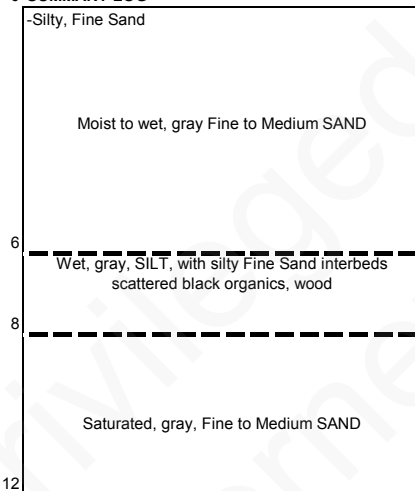 -Silty, Fine Sand
Moist to wet, gray Fine to Medium SAND
6
Wet, gray, SILT, with silty Fine Sand interbeds
scattered black organics, wood
8
Saturated, gray, Fine to Medium SAND
12